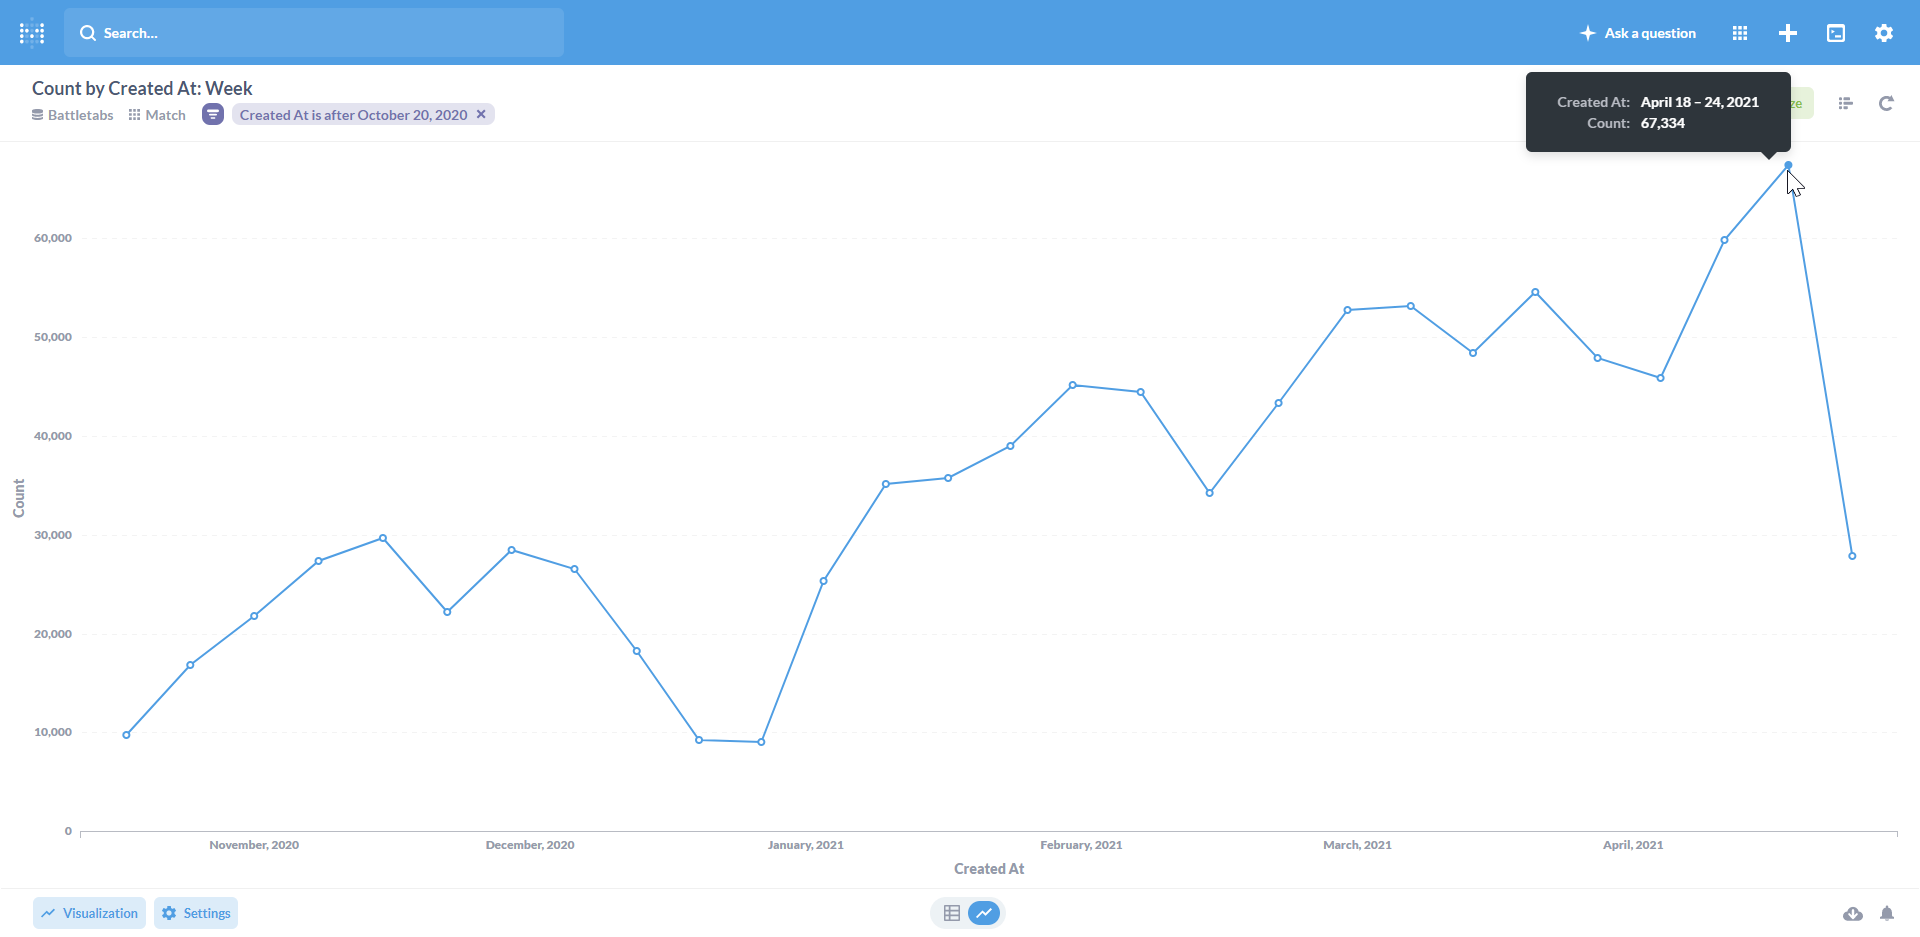 Search...
Ask a question
Count by Created At: Week
Battletabs
Match
Created At is after October 20, 2020
Created At: April 18 – 24, 2021
Count: 67,334
ze
60,000
50,000
40,000
30,000
20,000
10,000
0
Count
November, 2020
December, 2020
January, 2021
February, 2021
March, 2021
April, 2021
Created At
Visualization
Settings